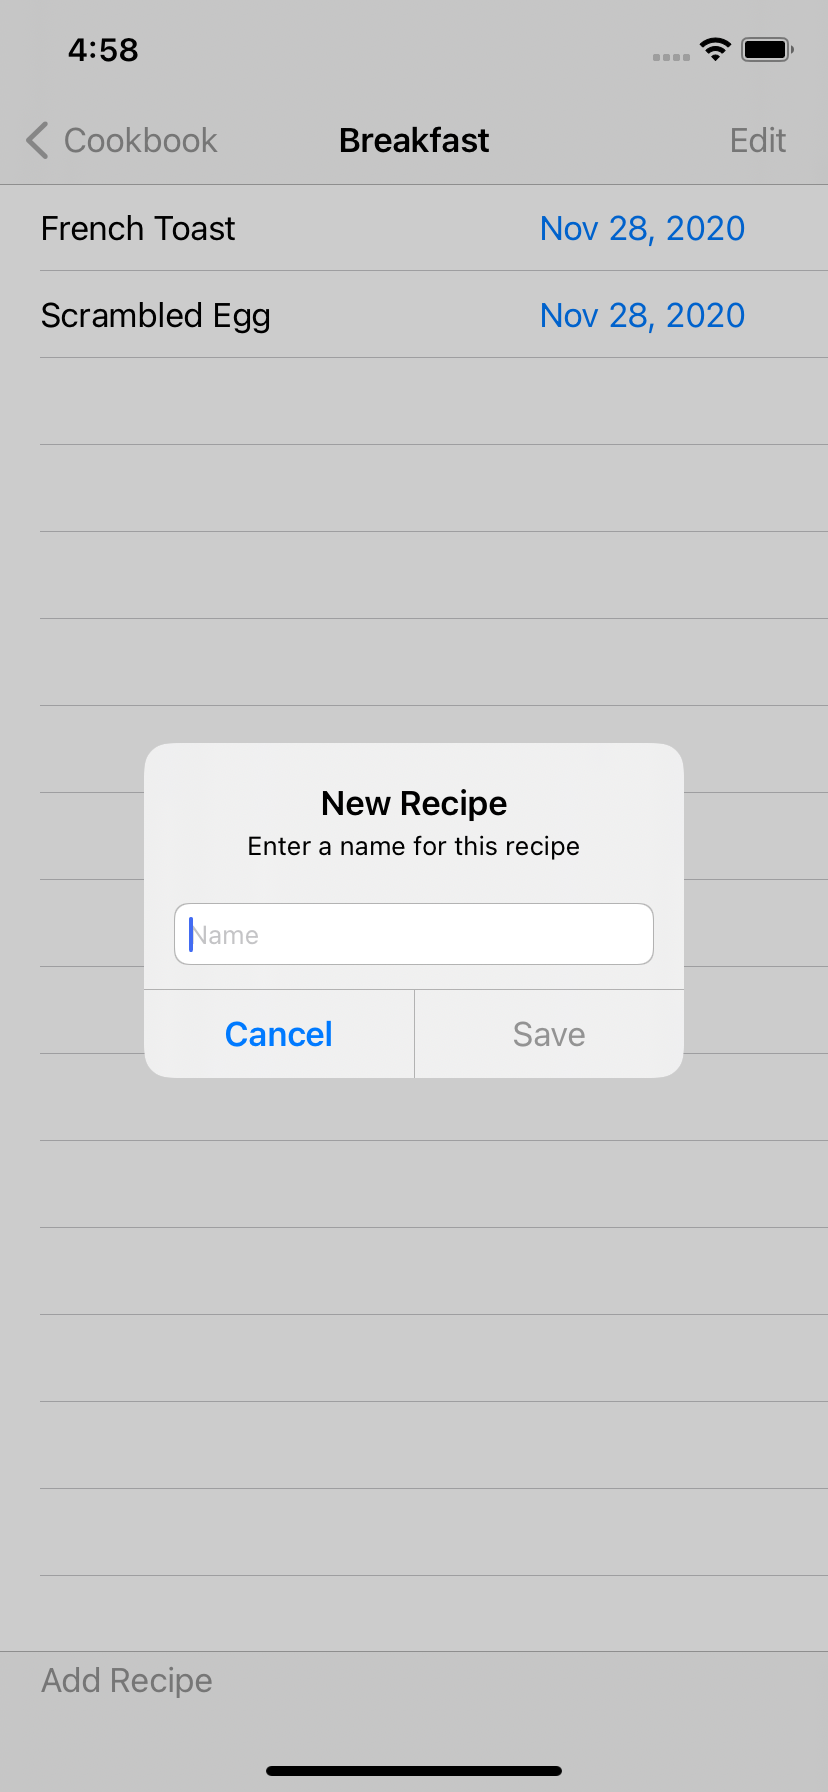 4:58
Cookbook Breakfast Edit
French Toast Nov 28, 2020
Scrambled Egg Nov 28, 2020
New Recipe
Enter a name for this recipe
Name
Cancel Save
Add Recipe